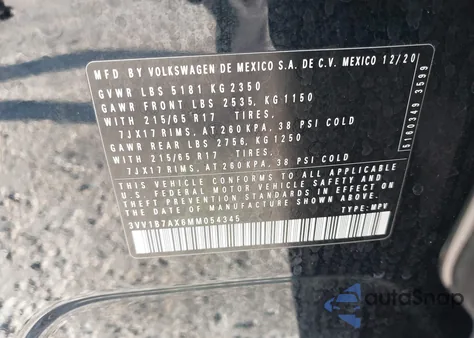 MFD BY VOLKSWAGEN DE MEXICO S.A. DE C.V. MEXICO 12/20
GVWR LBS 5181 KG 2350
GAWR FRONT LBS 2535, KG 1150
WITH 215/65 R17 TIRES,
7JX17 RIMS, AT 260 KPA, 38 PSI COLD
GAWR REAR LBS 2756, KG 1250
WITH 215/65 R17 TIRES,
7JX17 RIMS, AT 260 KPA, 38 PSI COLD
THIS VEHICLE CONFORMS TO ALL APPLICABLE
U.S. FEDERAL MOTOR VEHICLE SAFETY AND
THEFT PREVENTION STANDARDS IN EFFECT ON
THE DATE OF MANUFACTURE SHOWN ABOVE.
3VV1B7AX6MM054345 TYPE: MPV
5160349 3599
autoSnap